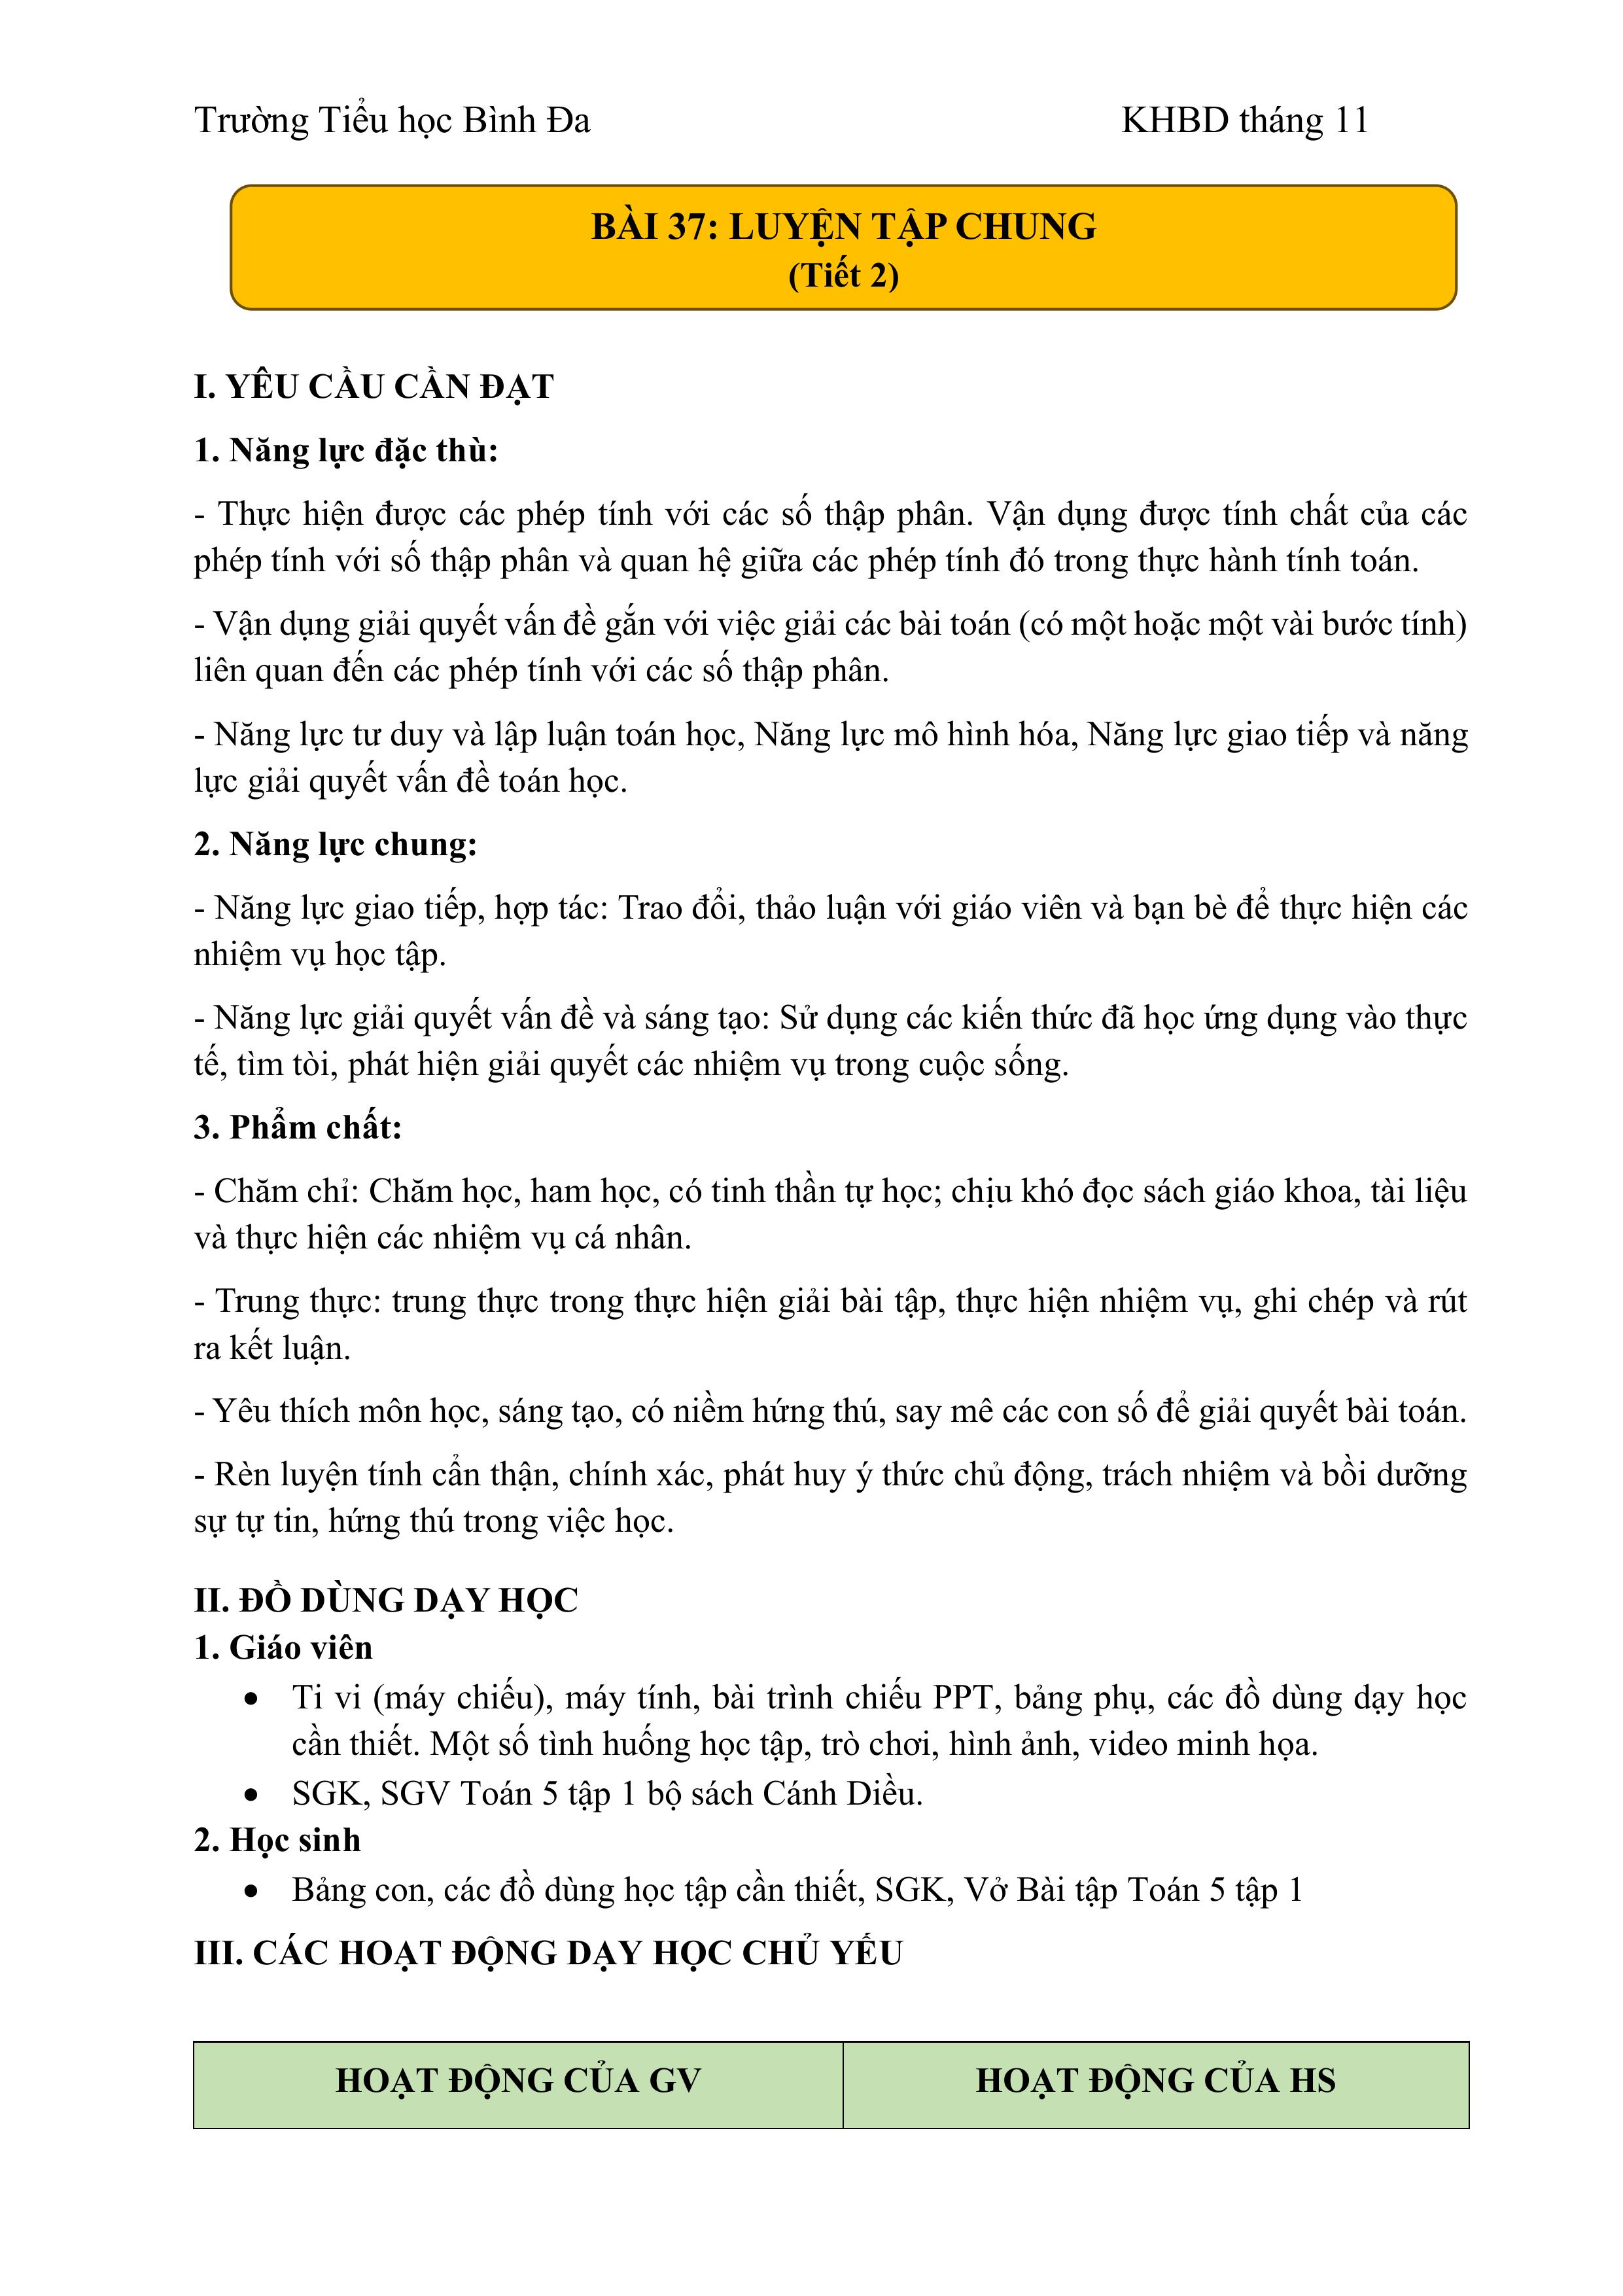 Trường Tiểu học Bình Đa KHBD tháng 11
BÀI 37: LUYỆN TẬP CHUNG
(Tiết 2)
I. YÊU CẦU CẦN ĐẠT
1. Năng lực đặc thù:
- Thực hiện được các phép tính với các số thập phân. Vận dụng được tính chất của các
phép tính với số thập phân và quan hệ giữa các phép tính đó trong thực hành tính toán.
- Vận dụng giải quyết vấn đề gắn với việc giải các bài toán (có một hoặc một vài bước tính)
liên quan đến các phép tính với các số thập phân.
- Năng lực tư duy và lập luận toán học, Năng lực mô hình hóa, Năng lực giao tiếp và năng
lực giải quyết vấn đề toán học.
2. Năng lực chung:
- Năng lực giao tiếp, hợp tác: Trao đổi, thảo luận với giáo viên và bạn bè để thực hiện các
nhiệm vụ học tập.
- Năng lực giải quyết vấn đề và sáng tạo: Sử dụng các kiến thức đã học ứng dụng vào thực
tế, tìm tòi, phát hiện giải quyết các nhiệm vụ trong cuộc sống.
3. Phẩm chất:
- Chăm chỉ: Chăm học, ham học, có tinh thần tự học; chịu khó đọc sách giáo khoa, tài liệu
và thực hiện các nhiệm vụ cá nhân.
- Trung thực: trung thực trong thực hiện giải bài tập, thực hiện nhiệm vụ, ghi chép và rút
ra kết luận.
- Yêu thích môn học, sáng tạo, có niềm hứng thú, say mê các con số để giải quyết bài toán.
- Rèn luyện tính cẩn thận, chính xác, phát huy ý thức chủ động, trách nhiệm và bồi dưỡng
sự tự tin, hứng thú trong việc học.
II. ĐỒ DÙNG DẠY HỌC
1. Giáo viên
• Ti vi (máy chiếu), máy tính, bài trình chiếu PPT, bảng phụ, các đồ dùng dạy học
cần thiết. Một số tình huống học tập, trò chơi, hình ảnh, video minh họa.
• SGK, SGV Toán 5 tập 1 bộ sách Cánh Diều.
2. Học sinh
• Bảng con, các đồ dùng học tập cần thiết, SGK, Vở Bài tập Toán 5 tập 1
III. CÁC HOẠT ĐỘNG DẠY HỌC CHỦ YẾU
HOẠT ĐỘNG CỦA GV HOẠT ĐỘNG CỦA HS